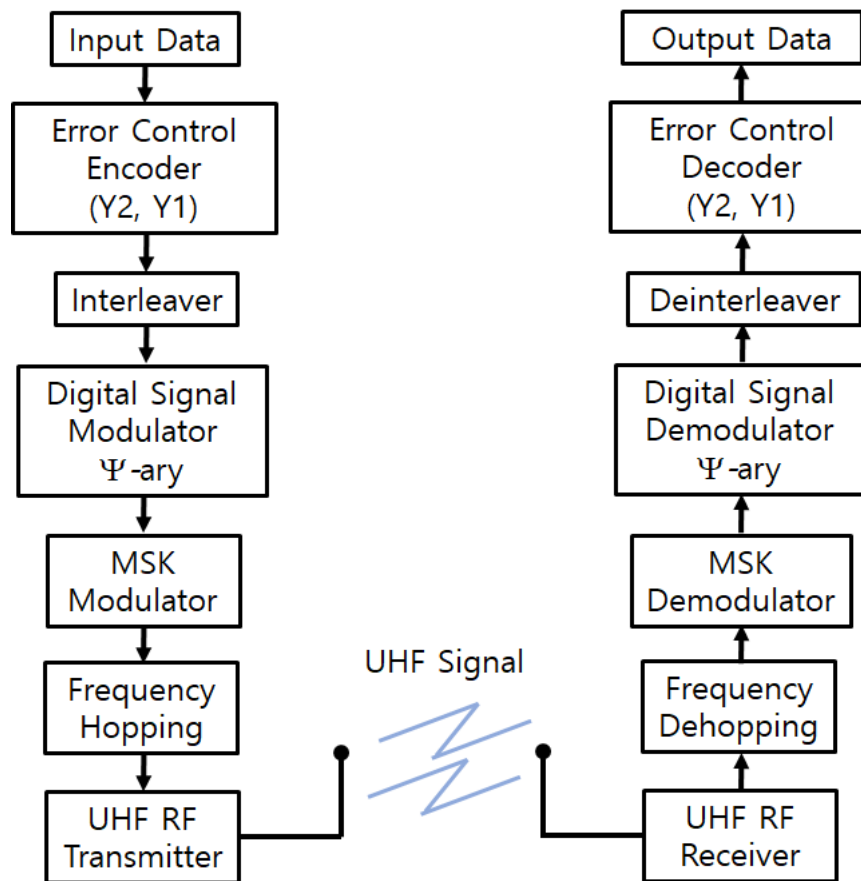 Input Data
Error Control
Encoder
(Y2, Y1)
Interleaver
Digital Signal
Modulator
Ψ-ary
MSK
Modulator
Frequency
Hopping
UHF RF
Transmitter
UHF Signal
Output Data
Error Control
Decoder
(Y2, Y1)
Deinterleaver
Digital Signal
Demodulator
Ψ-ary
MSK
Demodulator
Frequency
Dehopping
UHF RF
Receiver